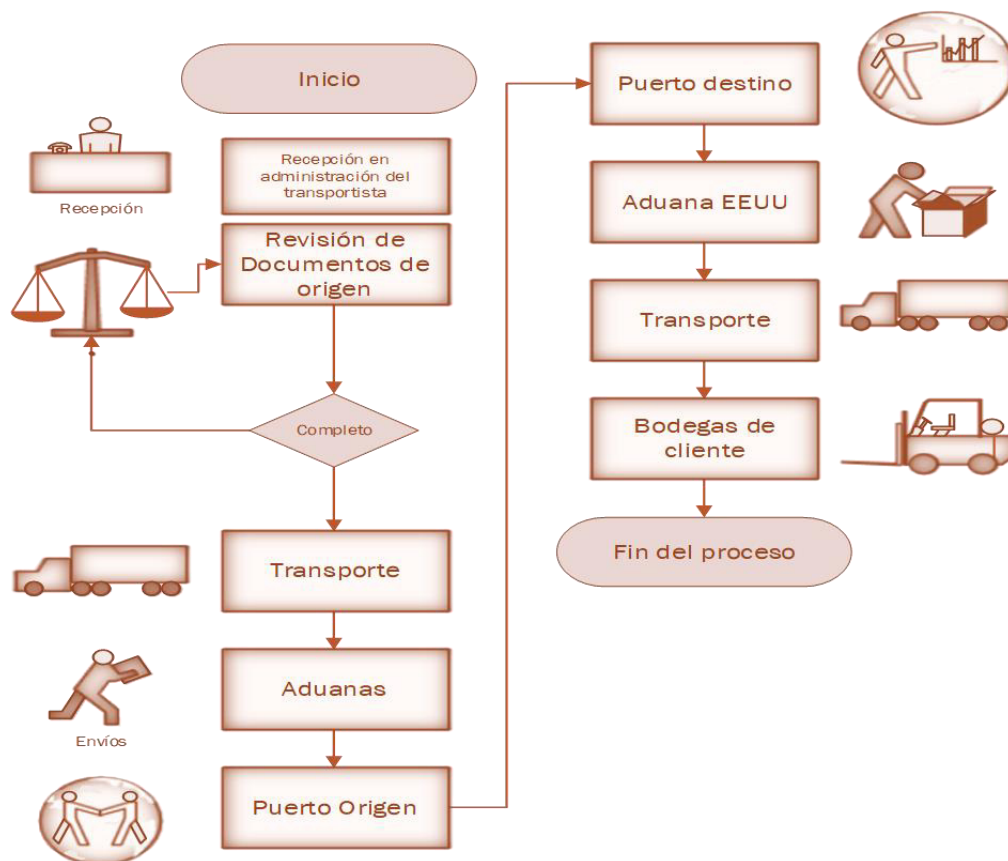 Inicio
Recepción
Recepción en
administración del
transportista
Revisión de
Documentos de
origen
Completo
Transporte
Aduanas
Envíos
Puerto Origen
Puerto destino
Aduana EEUU
Transporte
Bodegas de
cliente
Fin del proceso